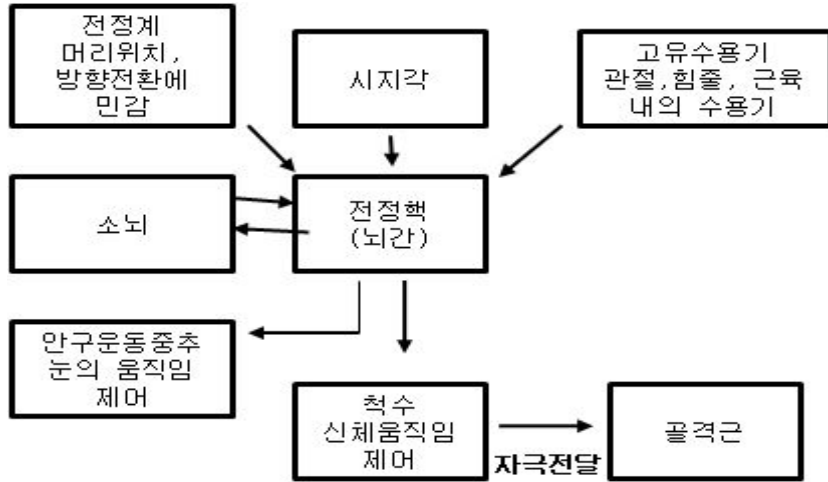 전정계
머리위치,
방향전환에
민감
시지각
고유수용기
관절,힘줄, 근육
내의 수용기
소뇌
전정핵
(뇌간)
안구운동중추
눈의 움직임
제어
척수
신체움직임
제어
자극전달
골격근